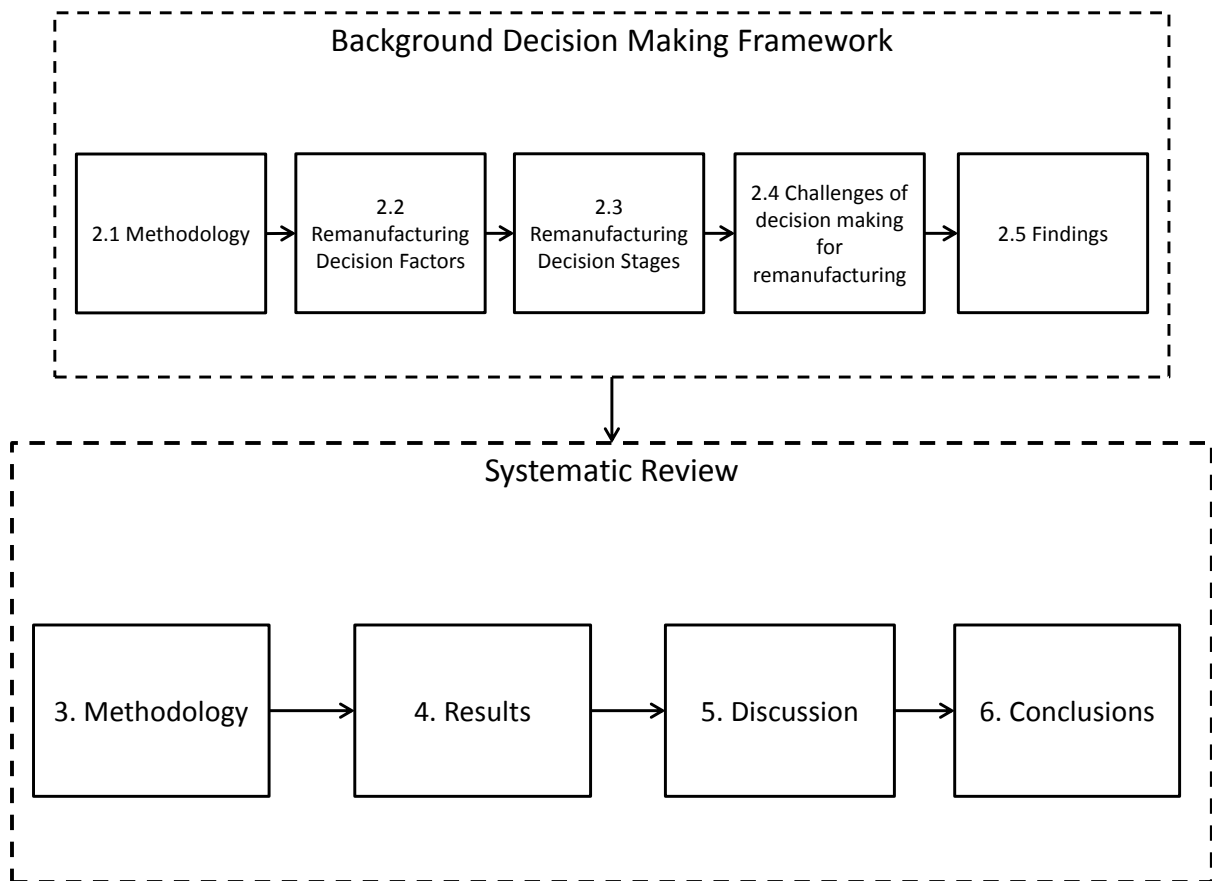 Background Decision Making Framework
2.1 Methodology
2.2
Remanufacturing
Decision Factors
2.3
Remanufacturing
Decision Stages
2.4 Challenges of
decision making
for
remanufacturing
2.5 Findings
Systematic Review
3. Methodology
4. Results
5. Discussion
6. Conclusions